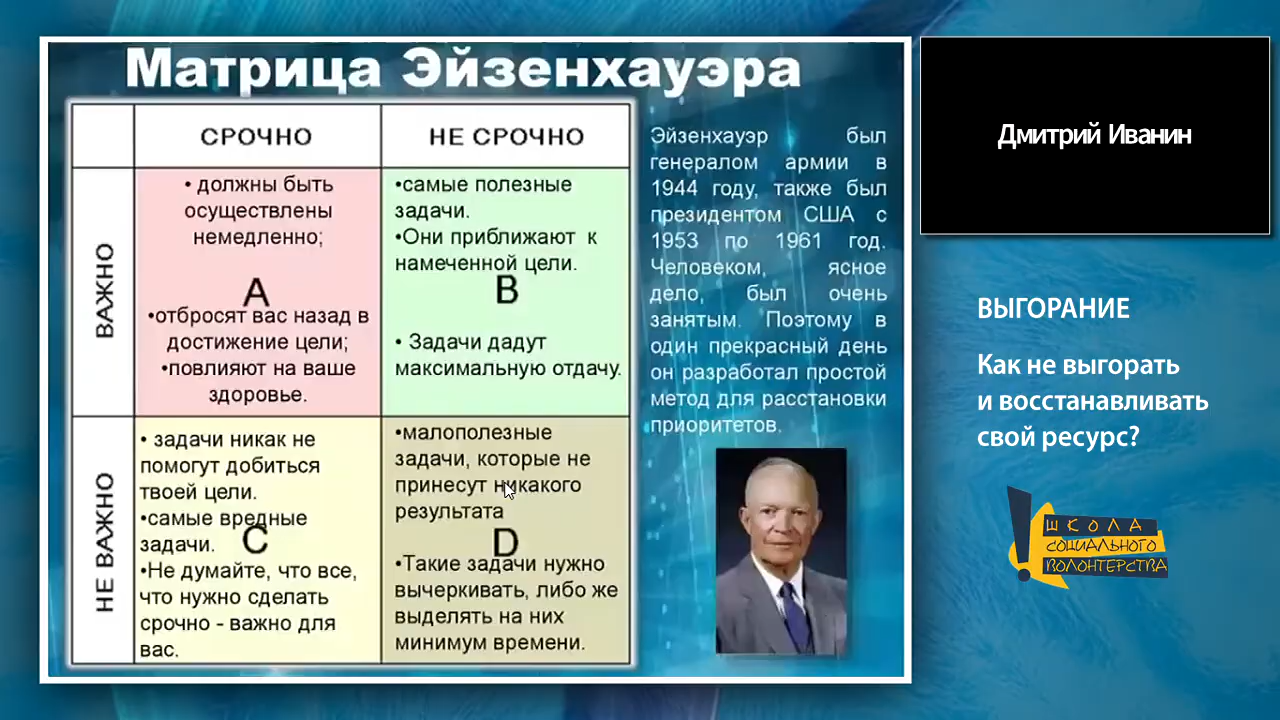 Матрица Эйзенхауэра
СРОЧНО
НЕ СРОЧНО
ВАЖНО
• должны быть
осуществлены
немедленно;
А
•отбросят вас назад в
достижение цели;
•повлияют на ваше
здоровье.
•самые полезные
задачи.
•Они приближают к
намеченной цели.
В
• Задачи дадут
максимальную отдачу.
НЕ ВАЖНО
• задачи никак не
помогут добиться
твоей цели.
•самые вредные
задачи.
С
•Не думайте, что все,
что нужно сделать
срочно - важно для
вас.
•малополезные
задачи, которые не
принесут никакого
результата
D
•Такие задачи нужно
вычеркивать, либо же
выделять на них
минимум времени.
Эйзенхауэр был
генералом армии в
1944 году, также был
президентом США с
1953 по 1961 год.
Человеком, ясное
дело, был очень
занятым. Поэтому в
один прекрасный день
он разработал простой
метод для расстановки
приоритетов.
Дмитрий Иванин
ВЫГОРАНИЕ
Как не выгорать
и восстанавливать
свой ресурс?
ШКОЛА
СОЦИАЛЬНОГО
ВОЛОНТЕРСТВА